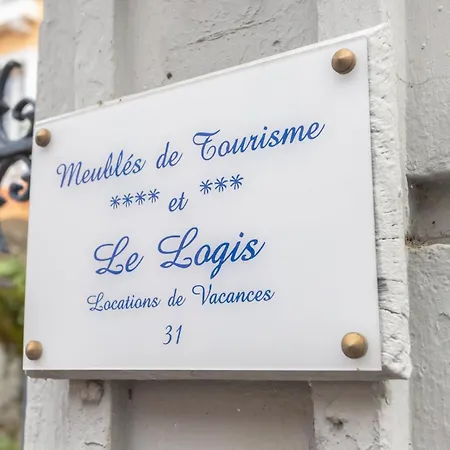 Meublés de Tourisme
**** et ***
Le Logis
Locations de Vacances
31